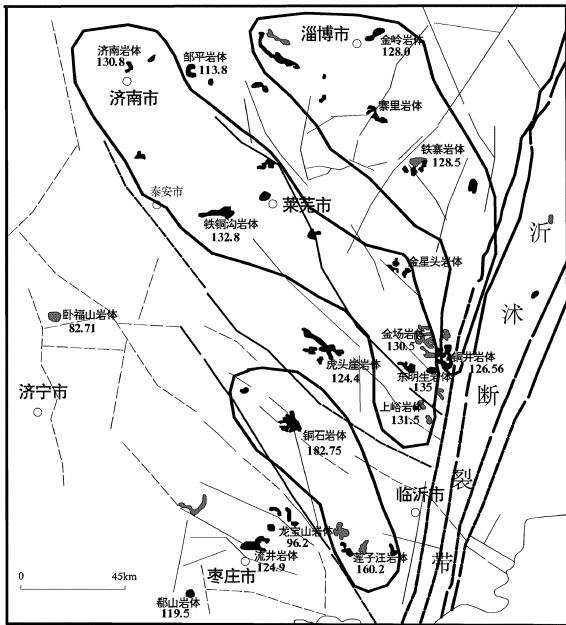 淄博市
金岭岩体
128.0
济南岩体
130.8
邹平岩体
113.8
济南市
寨里岩体
铁寨岩体
128.5
泰安市
莱芜市
铁铜沟岩体
132.8
沂
沭
断
裂
带
金星头岩体
卧福山岩体
82.71
金场岩体
130.5
铜井岩体
126.56
虎头崖岩体
124.4
东明生岩体
135
济宁市
上峪岩体
131.5
铜石岩体
182.75
临沂市
龙宝山岩体
96.2
流井岩体
124.9
莲子汪岩体
160.2
枣庄市
0
45km
郗山岩体
119.5